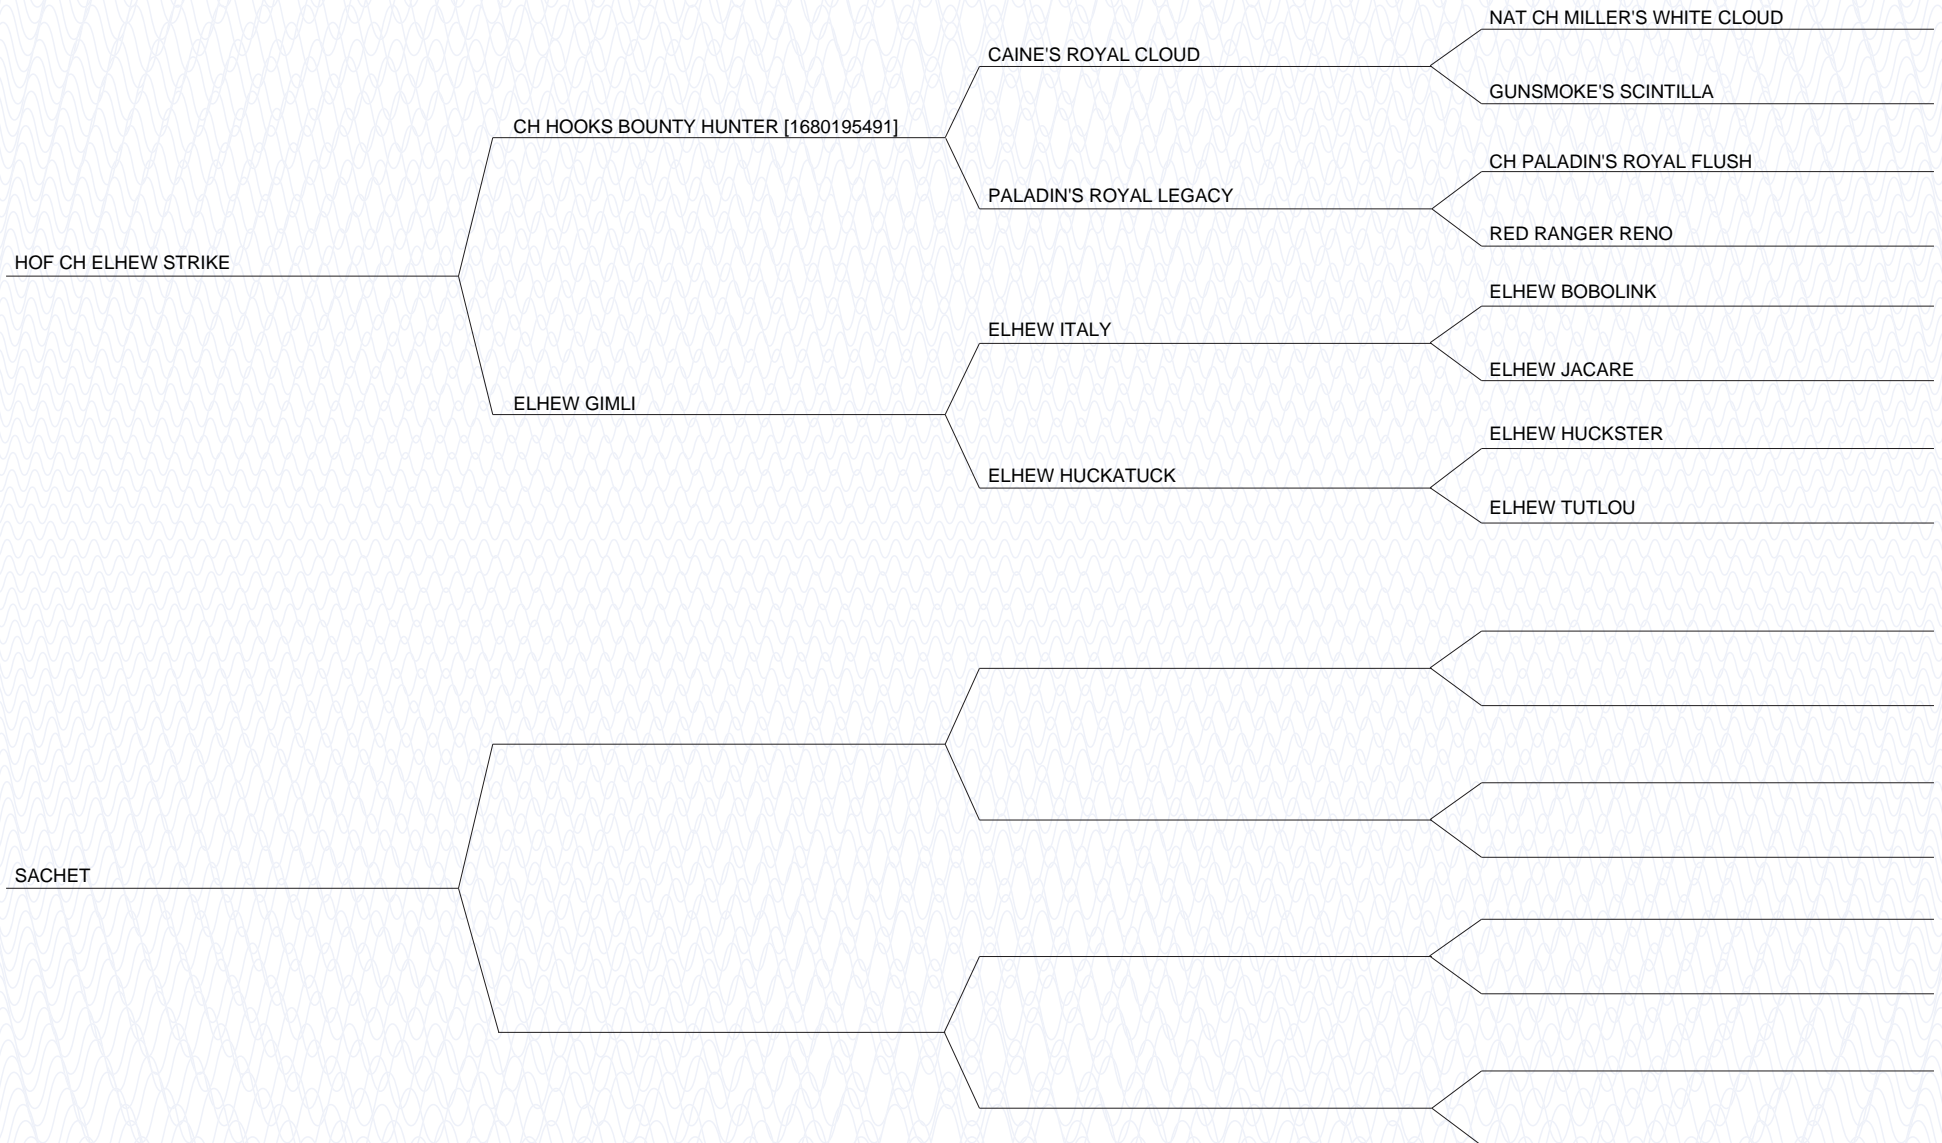 NAT CH MILLER'S WHITE CLOUD
CAINE'S ROYAL CLOUD
GUNSMOKE'S SCINTILLA
CH HOOKS BOUNTY HUNTER [1680195491]
CH PALADIN'S ROYAL FLUSH
PALADIN'S ROYAL LEGACY
RED RANGER RENO
HOF CH ELHEW STRIKE
ELHEW BOBOLINK
ELHEW ITALY
ELHEW JACARE
ELHEW GIMLI
ELHEW HUCKSTER
ELHEW HUCKATUCK
ELHEW TUTLOU
SACHET